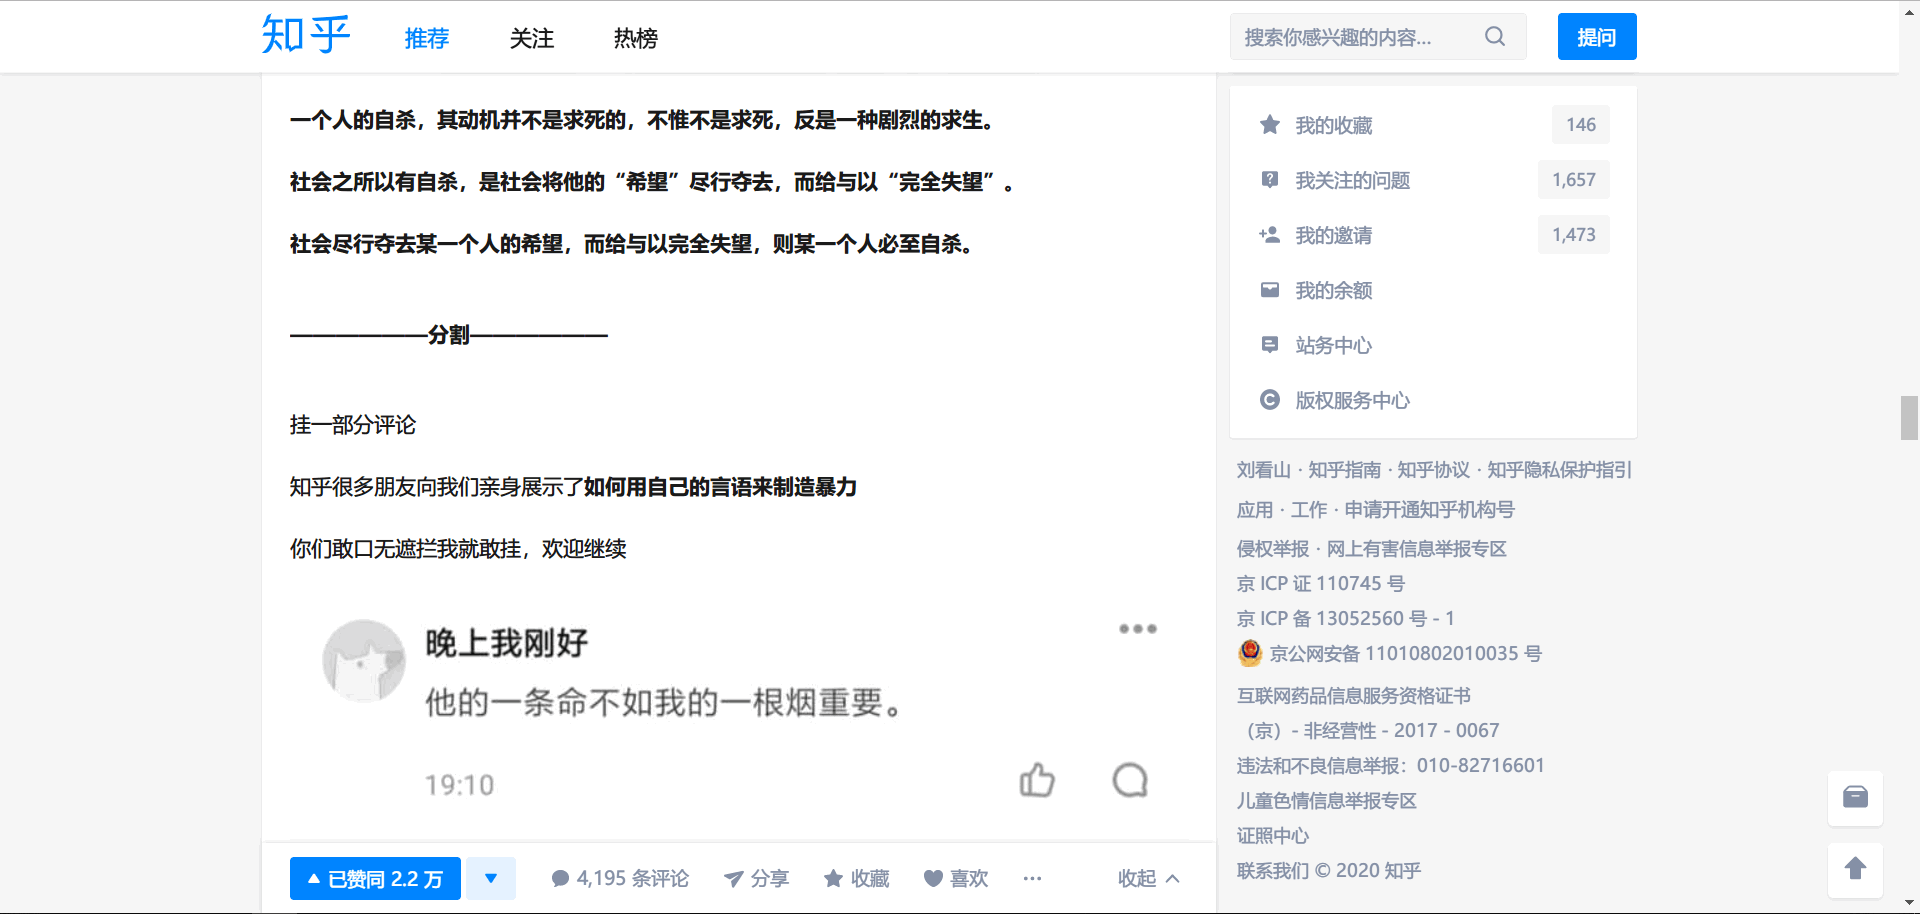 知乎
推荐
关注
热榜
搜索你感兴趣的内容...
提问
一个人的自杀，其动机并不是求死的，不惟不是求死，反是一种剧烈的求生。
社会之所以有自杀，是社会将他的“希望”尽行夺去，而给与以“完全失望”。
社会尽行夺去某一个人的希望，而给与以完全失望，则某一个人必至自杀。
——————分割——————
挂一部分评论
知乎很多朋友向我们亲身展示了如何用自己的言语来制造暴力
你们敢口无遮拦我就敢挂，欢迎继续
晚上我刚好
他的一条命不如我的一根烟重要。
19:10
已赞同 2.2 万
4,195 条评论
分享
收藏
喜欢
收起
我的收藏 146
我关注的问题 1,657
我的邀请 1,473
我的余额
站务中心
版权服务中心
刘看山 · 知乎指南 · 知乎协议 · 知乎隐私保护指引
应用 · 工作 · 申请开通知乎机构号
侵权举报 · 网上有害信息举报专区
京 ICP 证 110745 号
京 ICP 备 13052560 号 - 1
京公网安备 11010802010035 号
互联网药品信息服务资格证书
（京）- 非经营性 - 2017 - 0067
违法和不良信息举报：010-82716601
儿童色情信息举报专区
证照中心
联系我们 © 2020 知乎